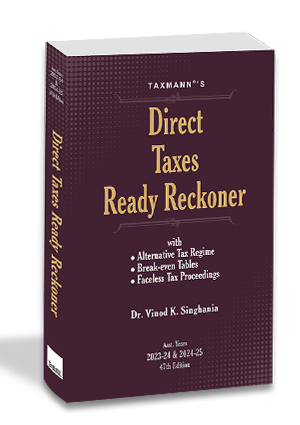 TAXMANN®'S
Direct
Taxes
Ready Reckoner
with
• Alternative Tax Regime
• Break-even Tables
• Faceless Tax Proceedings
Dr. Vinod K. Singhania
Asst. Years
2023-24 & 2024-25
47th Edition
Direct Taxes Ready Reckoner